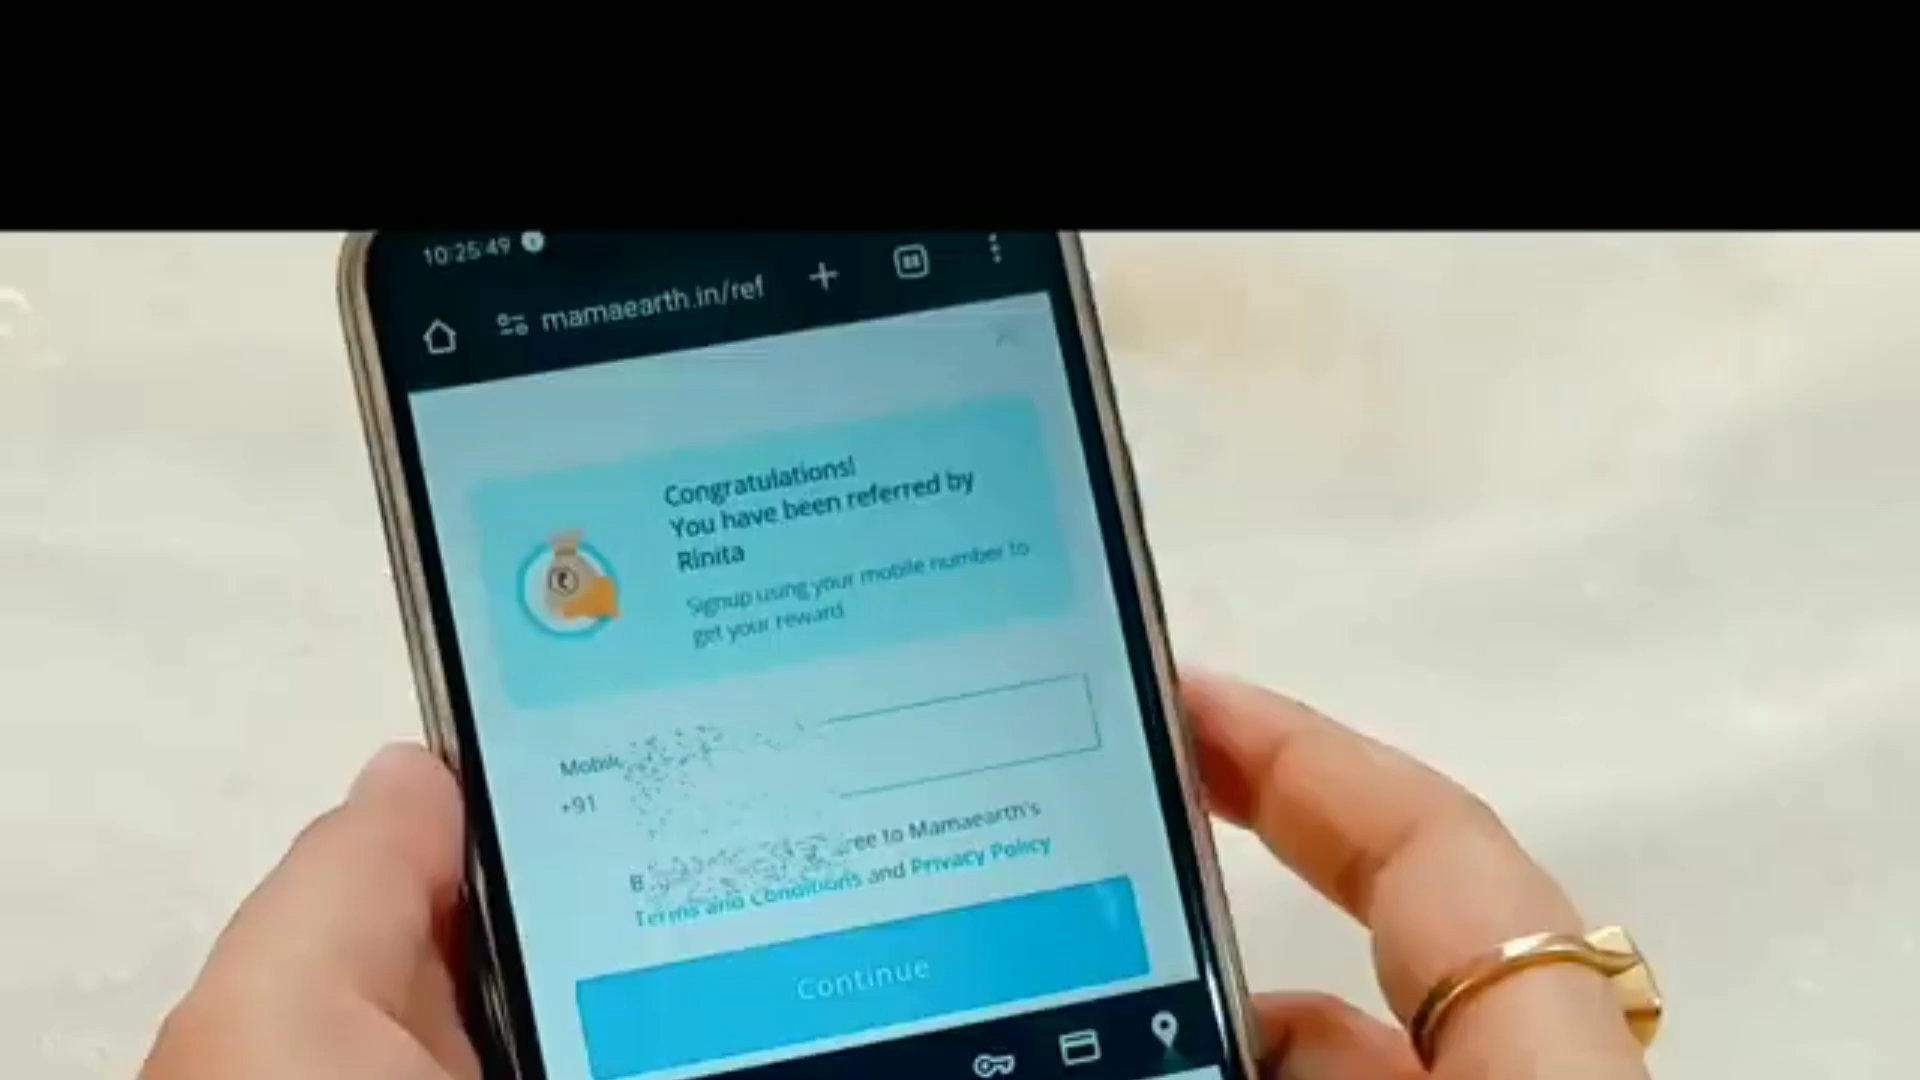 10:25:49
mamaearth.in/ref
88
Congratulations!
You have been referred by
Rinita
Signup using your mobile number to
get your reward
Mobile
+91
ree to Mamaearth's
Terms and Conditions and Privacy Policy
Continue